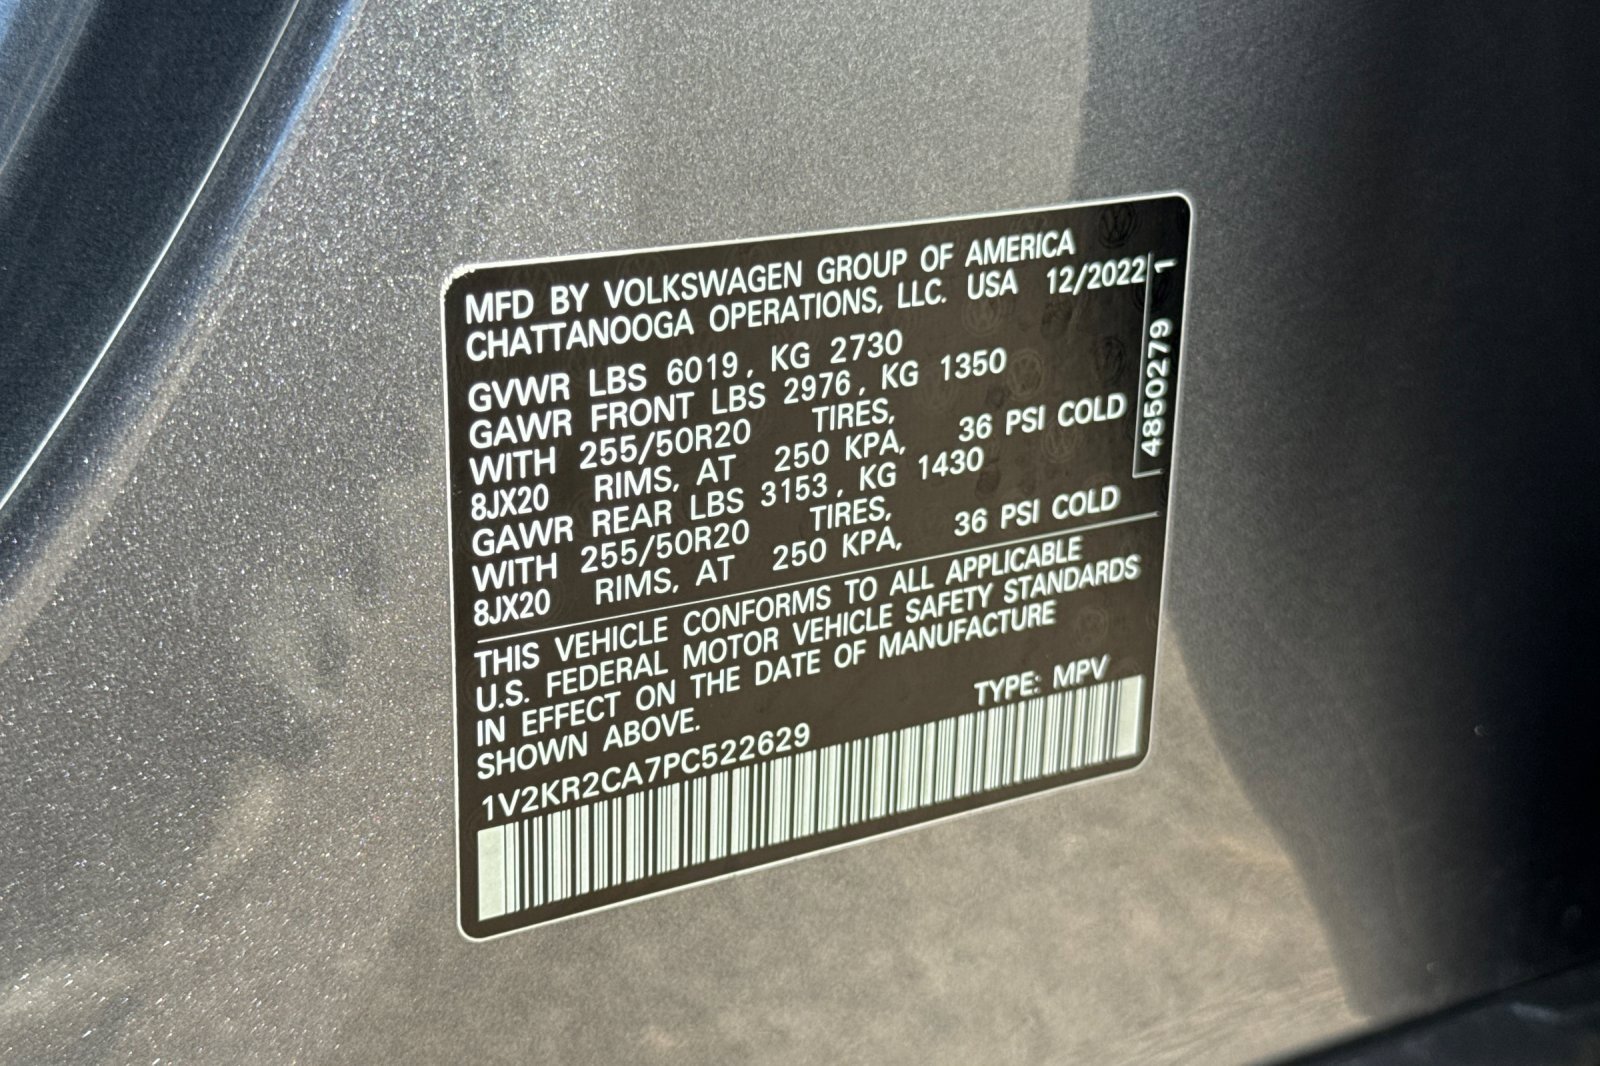 MFD BY VOLKSWAGEN GROUP OF AMERICA
CHATTANOOGA OPERATIONS, LLC. USA 12/2022
GVWR LBS 6019, KG 2730
GAWR FRONT LBS 2976, KG 1350
WITH 255/50R20 TIRES,
8JX20 RIMS, AT 250 KPA, 36 PSI COLD
GAWR REAR LBS 3153, KG 1430
WITH 255/50R20 TIRES,
8JX20 RIMS, AT 250 KPA, 36 PSI COLD
THIS VEHICLE CONFORMS TO ALL APPLICABLE
U.S. FEDERAL MOTOR VEHICLE SAFETY STANDARDS
IN EFFECT ON THE DATE OF MANUFACTURE
SHOWN ABOVE.
TYPE: MPV
1V2KR2CA7PC522629
4850279 1